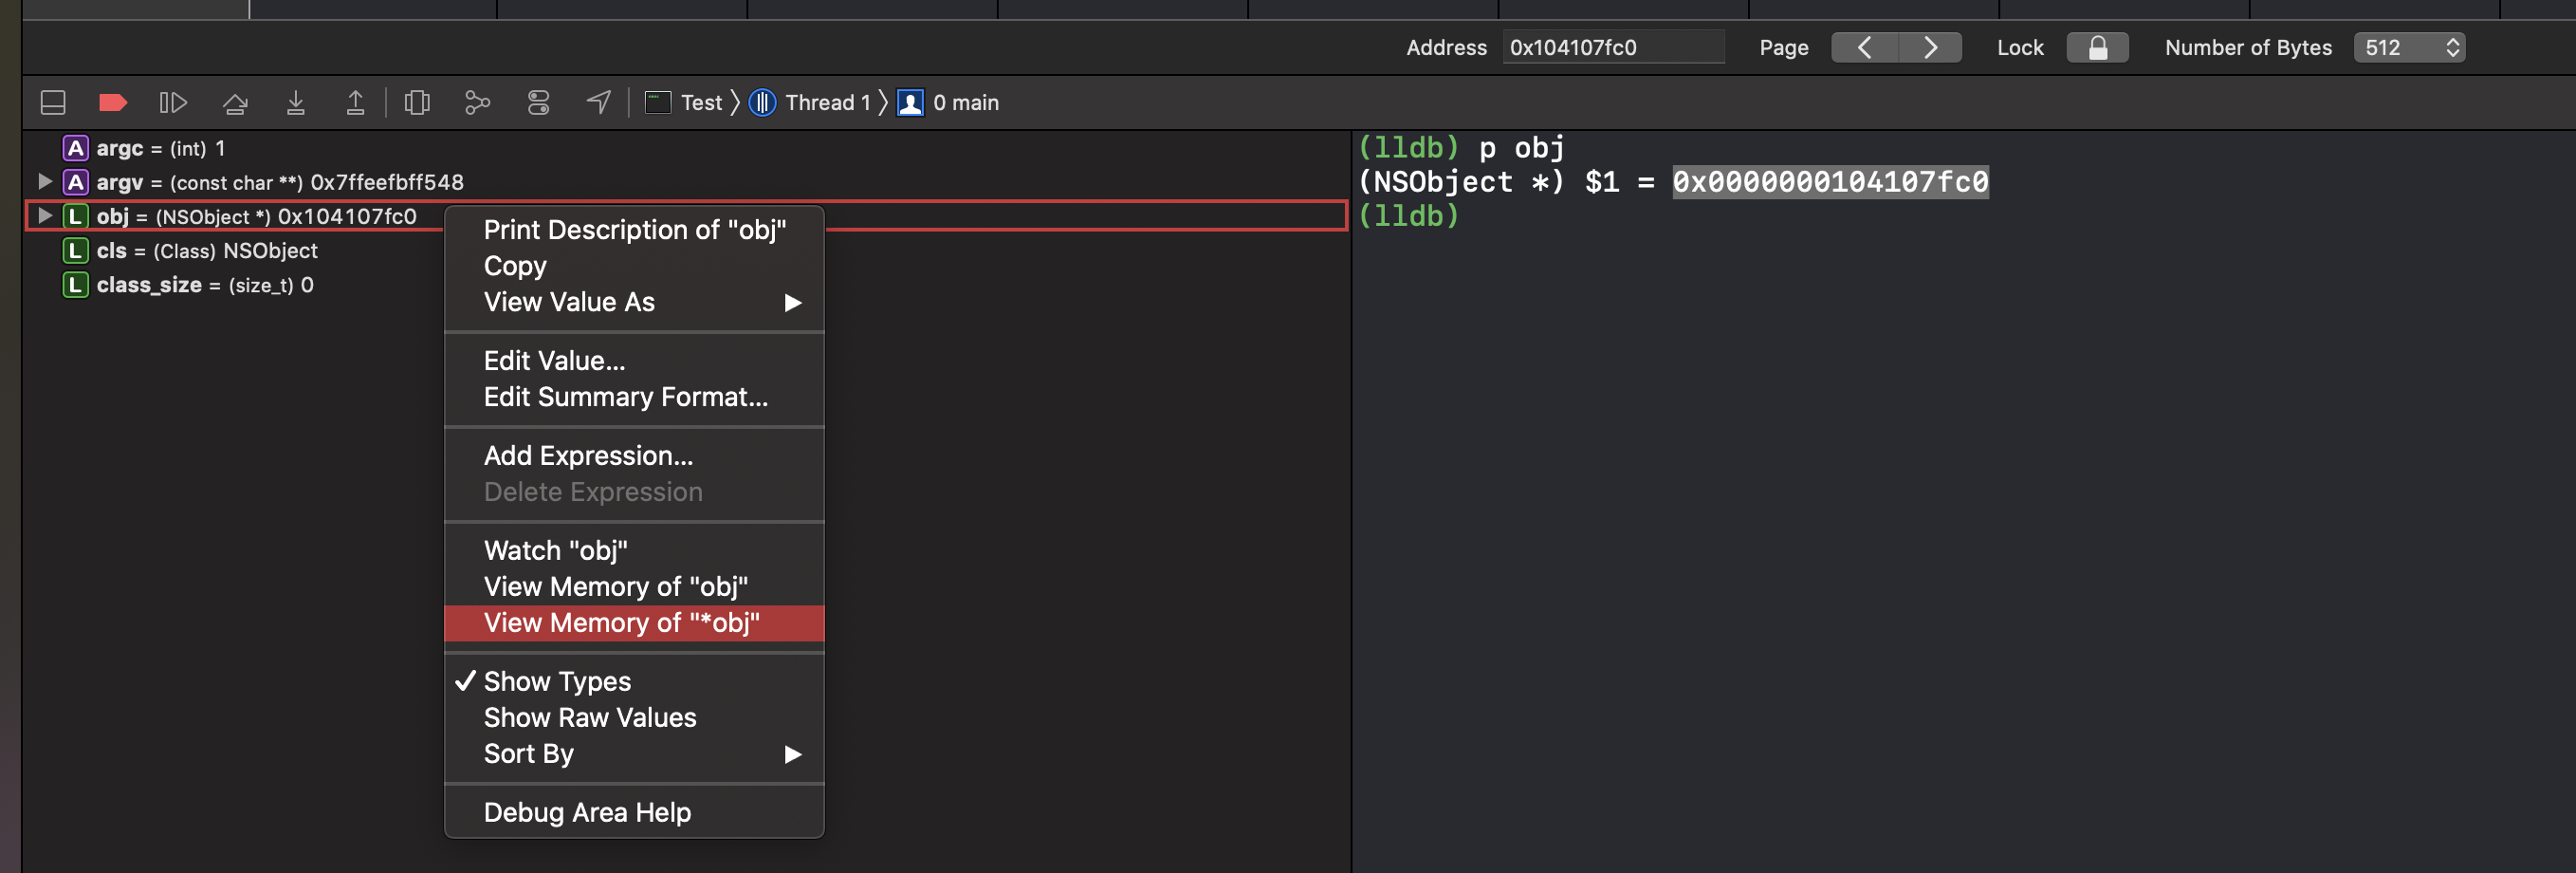 Address 0x104107fc0 Page Lock Number of Bytes 512
Test Thread 1 0 main
A argc = (int) 1
A argv = (const char **) 0x7ffeefbff548
L obj = (NSObject *) 0x104107fc0
L cls = (Class) NSObject
L class_size = (size_t) 0
Print Description of "obj"
Copy
View Value As
Edit Value...
Edit Summary Format...
Add Expression...
Delete Expression
Watch "obj"
View Memory of "obj"
View Memory of "*obj"
Show Types
Show Raw Values
Sort By
Debug Area Help
(lldb) p obj
(NSObject *) $1 = 0x0000000104107fc0
(lldb)